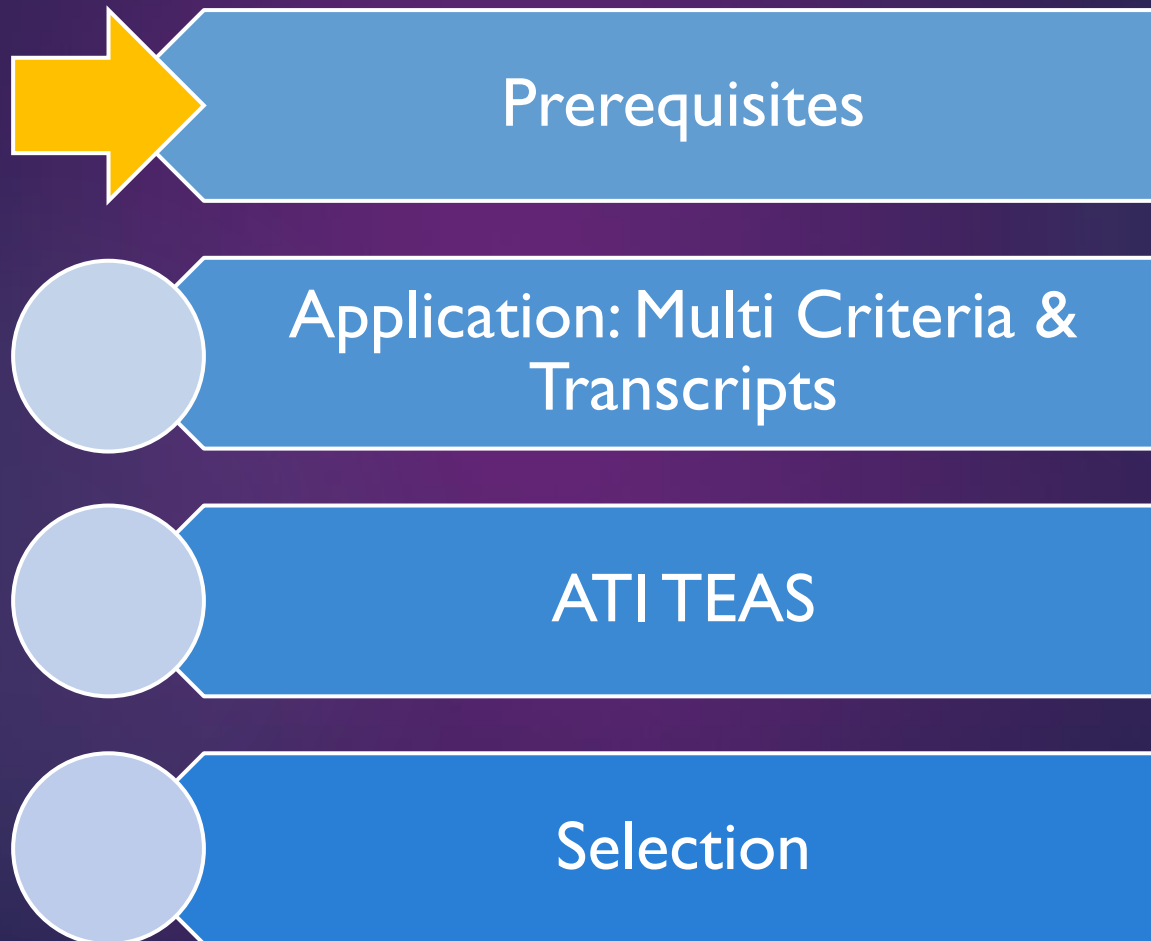 Prerequisites
Application: Multi Criteria &
Transcripts
ATI TEAS
Selection